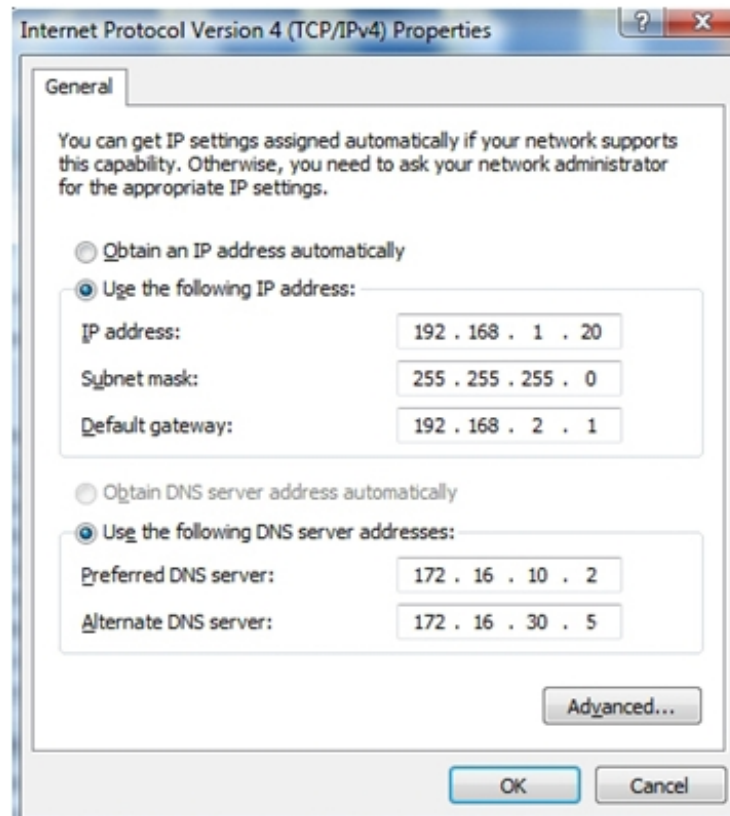 Internet Protocol Version 4 (TCP/IPv4) Properties
General
You can get IP settings assigned automatically if your network supports
this capability. Otherwise, you need to ask your network administrator
for the appropriate IP settings.
Obtain an IP address automatically
Use the following IP address:
IP address: 192 . 168 . 1 . 20
Subnet mask: 255 . 255 . 255 . 0
Default gateway: 192 . 168 . 2 . 1
Obtain DNS server address automatically
Use the following DNS server addresses:
Preferred DNS server: 172 . 16 . 10 . 2
Alternate DNS server: 172 . 16 . 30 . 5
Advanced...
OK Cancel